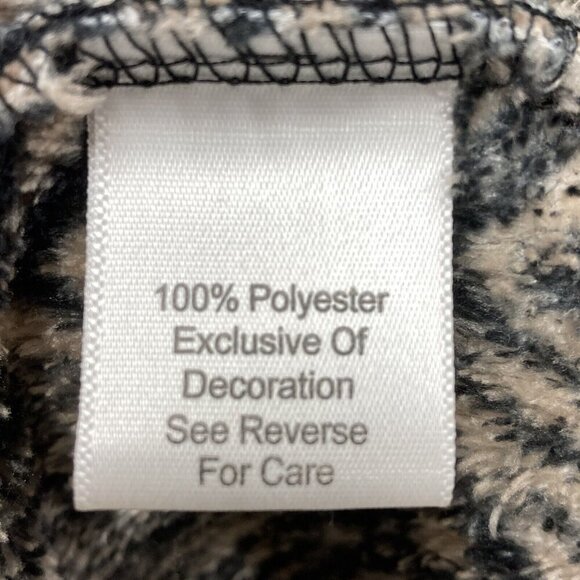 100% Polyester
Exclusive Of
Decoration
See Reverse
For Care